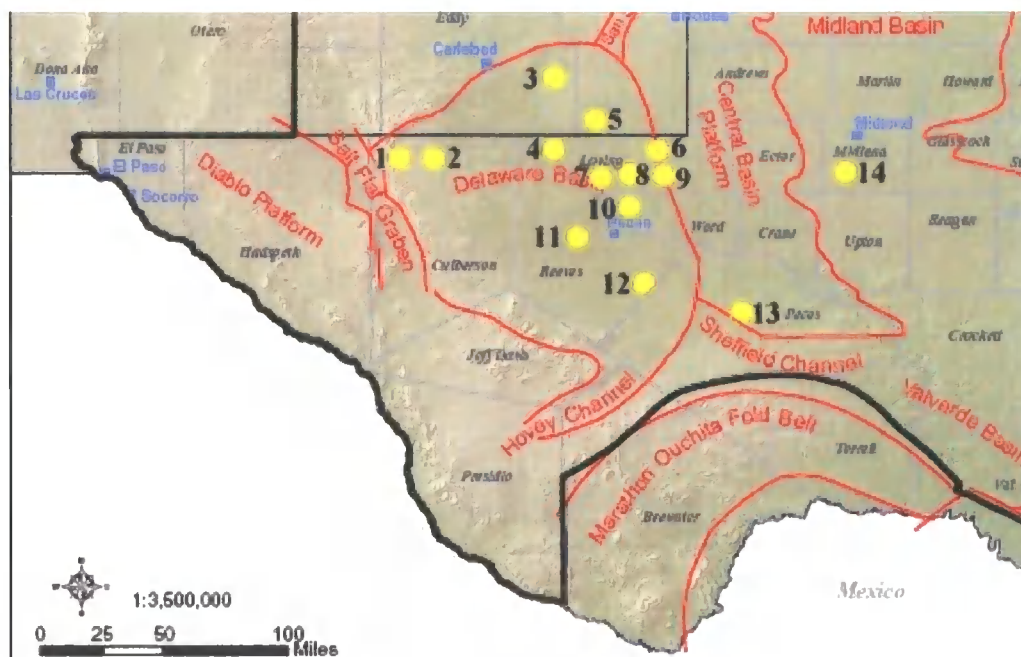 Eddy
Otero
Midland Basin
Carlsbad
Dona Ana
Las Cruces
3
Andrews
Martin
Howard
5
Central Basin
Platform
Midland
El Paso
El Paso
Salt Flat Graben
1
2
4
Loving
6
Ector
Glasscock
Delaware
7
8
9
14
Socorro
Diablo Platform
10
Pecos
Ward
Crane
Upton
Reagan
Hudspeth
11
Culberson
Reeves
12
13
Pecos
Sheffield Channel
Crockett
Jeff Davis
Hovey Channel
Valverde Basin
Marathon Ouchita Fold Belt
Terrell
Presidio
Val
Brewster
Mexico
1:3,500,000
0 25 50 100
Miles